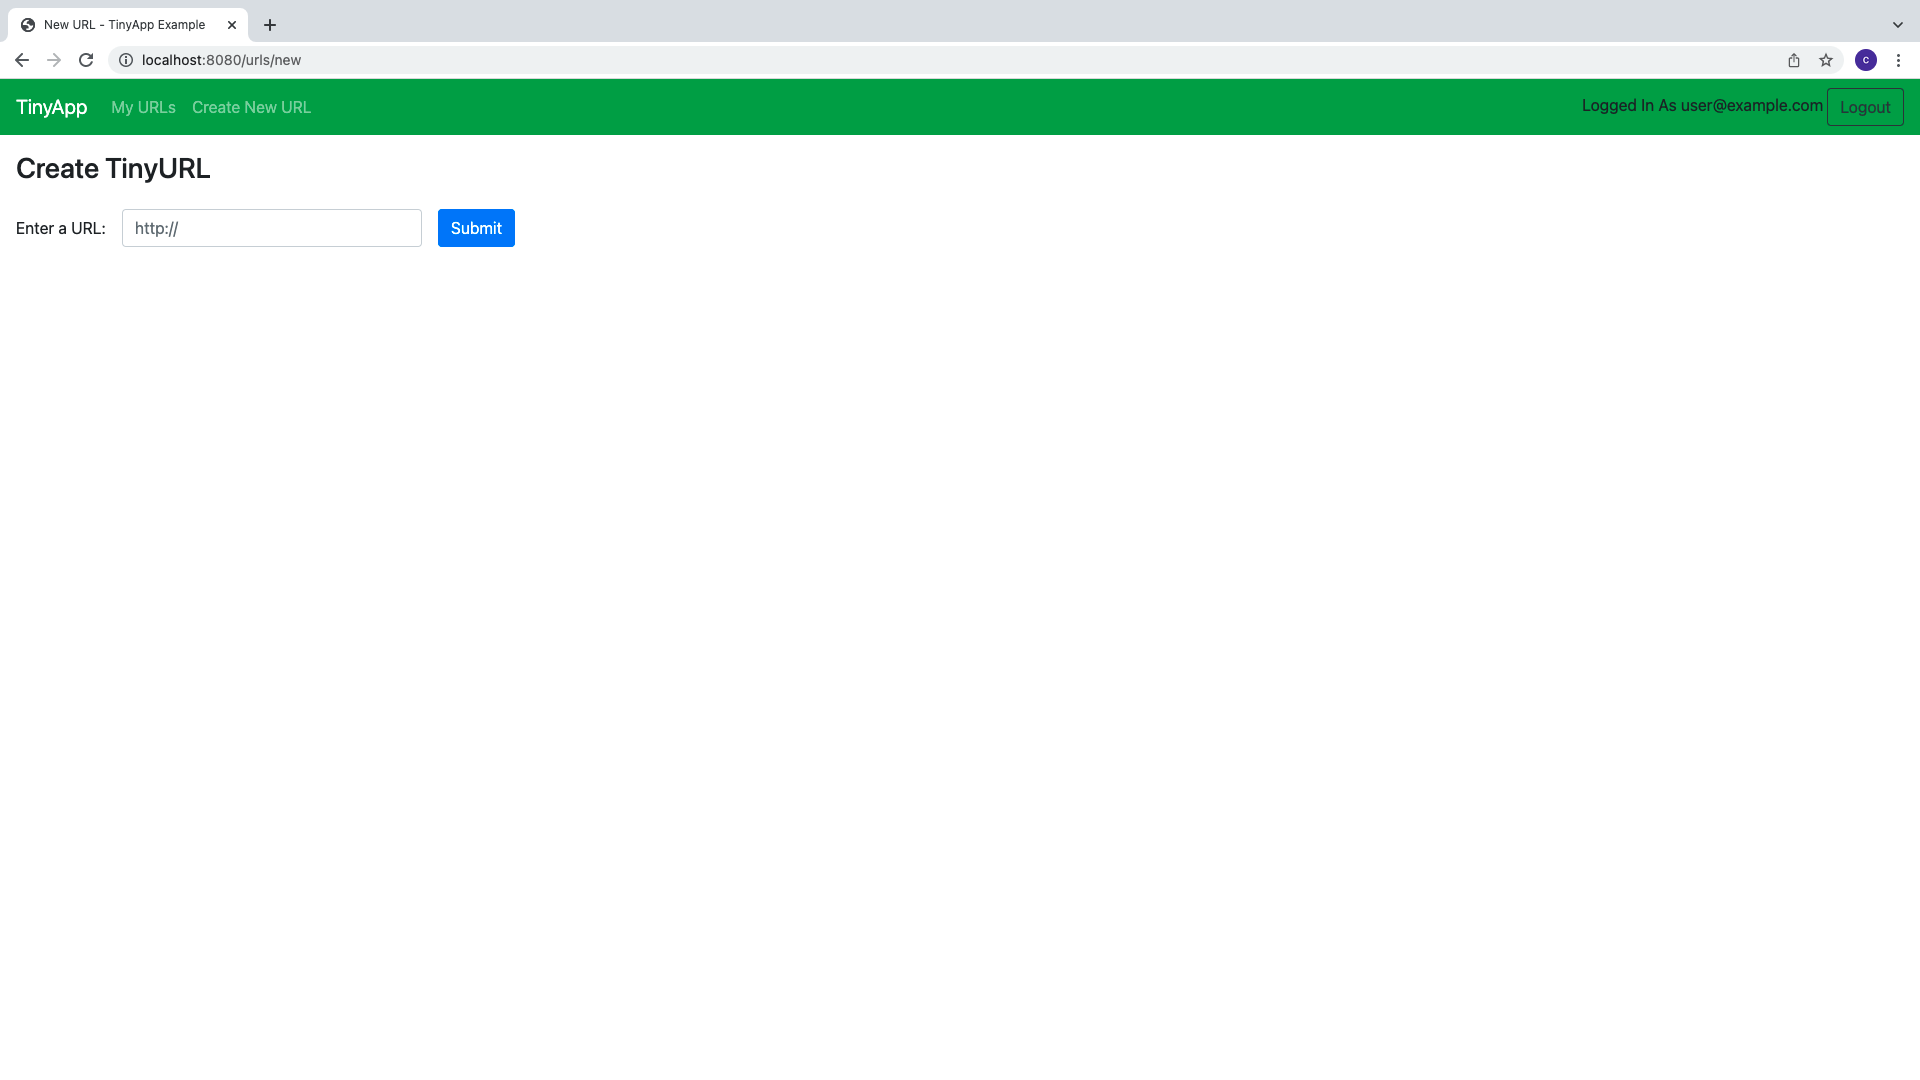 New URL - TinyApp Example
localhost:8080/urls/new
C
TinyApp My URLs Create New URL Logged In As user@example.com Logout
Create TinyURL
Enter a URL: http:// Submit